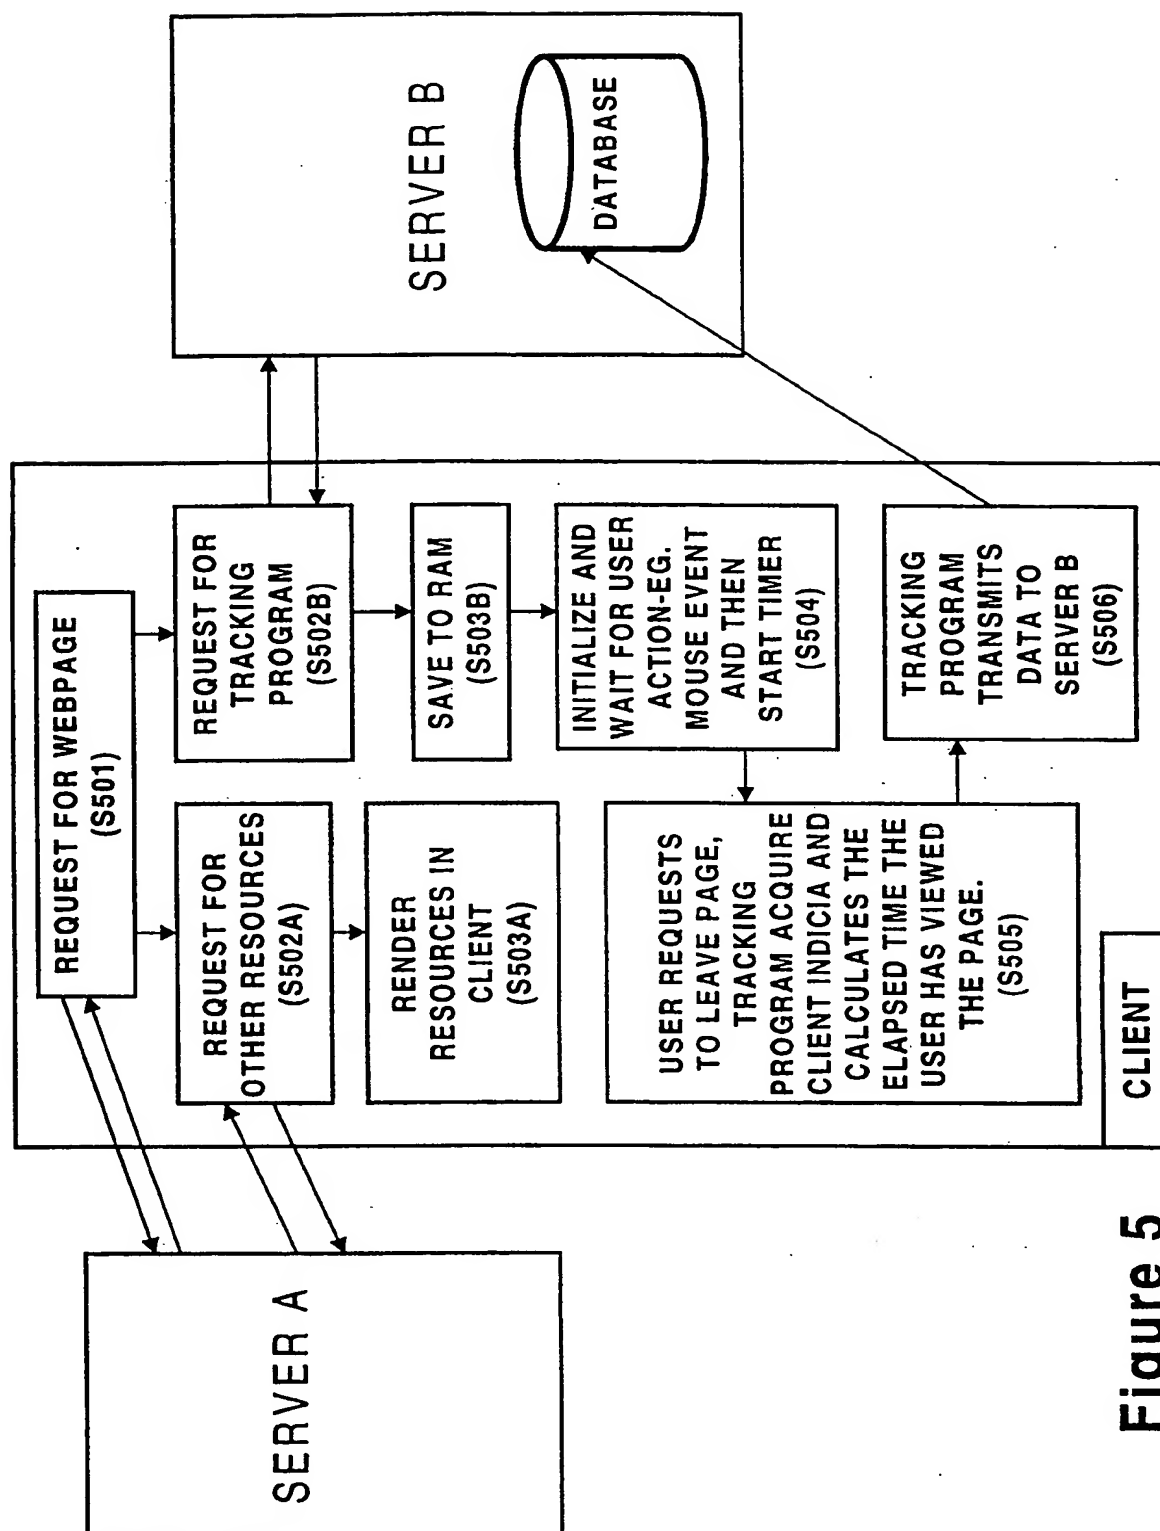 SERVER A
REQUEST FOR WEBPAGE
(S501)
REQUEST FOR
OTHER RESOURCES
(S502A)
RENDER
RESOURCES IN
CLIENT
(S503A)
REQUEST FOR
TRACKING
PROGRAM
(S502B)
SAVE TO RAM
(S503B)
INITIALIZE AND
WAIT FOR USER
ACTION-EG.
MOUSE EVENT
AND THEN
START TIMER
(S504)
USER REQUESTS
TO LEAVE PAGE,
TRACKING
PROGRAM ACQUIRE
CLIENT INDICIA AND
CALCULATES THE
ELAPSED TIME THE
USER HAS VIEWED
THE PAGE.
(S505)
TRACKING
PROGRAM
TRANSMITS
DATA TO
SERVER B
(S506)
CLIENT
SERVER B
DATABASE
Figure 5